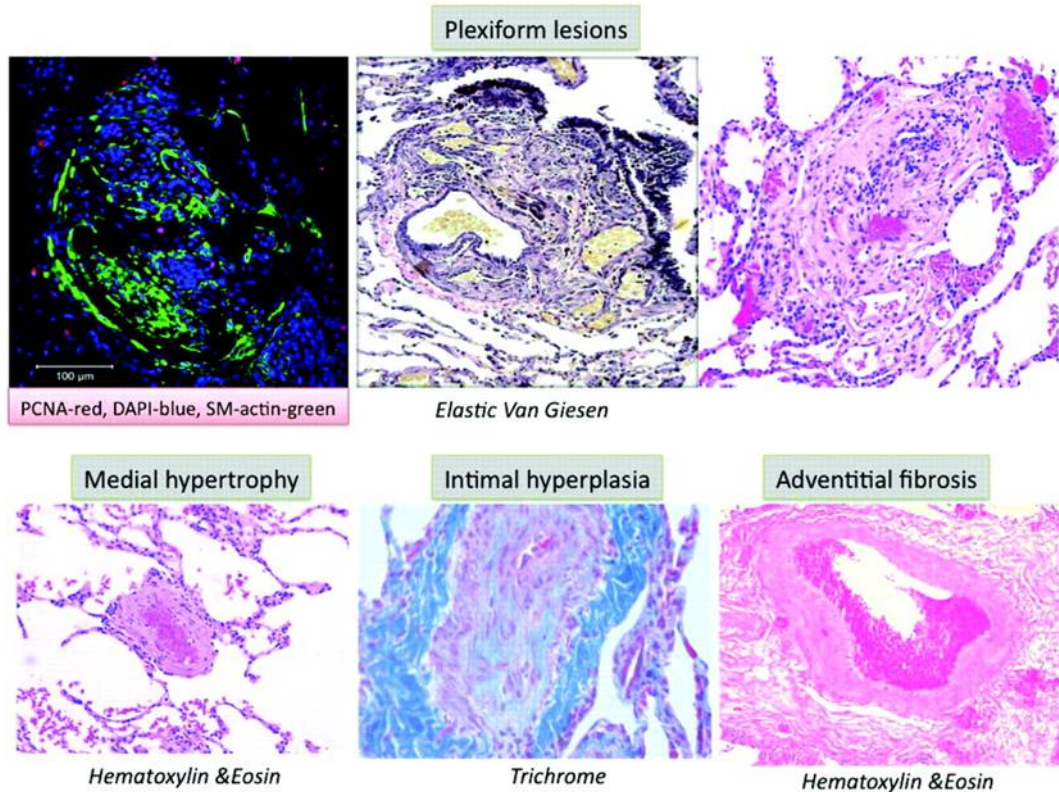 Plexiform lesions
100 µm
PCNA-red, DAPI-blue, SM-actin-green
Elastic Van Giesen
Medial hypertrophy
Intimal hyperplasia
Adventitial fibrosis
Hematoxylin &Eosin
Trichrome
Hematoxylin &Eosin